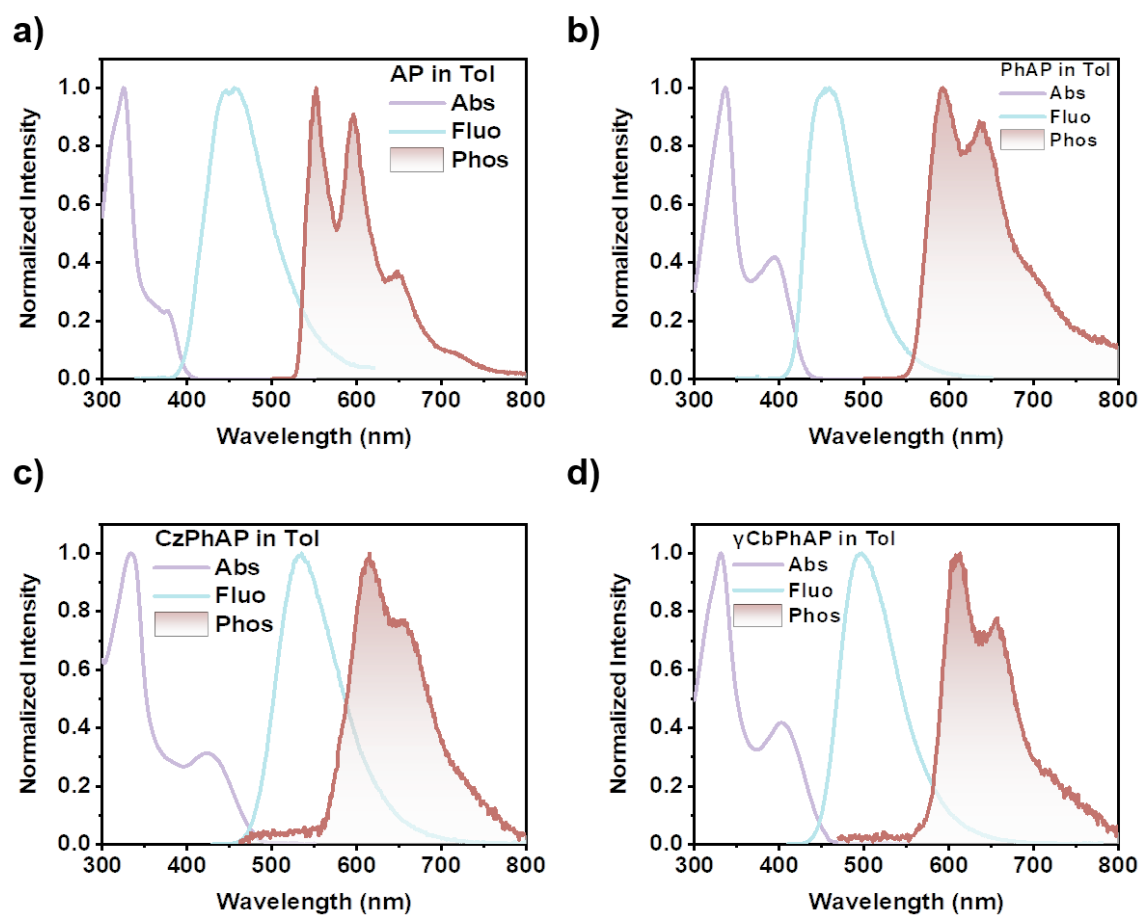 a)
AP in Tol
Abs
Fluo
Phos
Normalized Intensity
1.0
0.8
0.6
0.4
0.2
0.0
300 400 500 600 700 800
Wavelength (nm)
b)
PhAP in Tol
Abs
Fluo
Phos
Normalized Intensity
1.0
0.8
0.6
0.4
0.2
0.0
300 400 500 600 700 800
Wavelength (nm)
c)
CzPhAP in Tol
Abs
Fluo
Phos
Normalized Intensity
1.0
0.8
0.6
0.4
0.2
0.0
300 400 500 600 700 800
Wavelength (nm)
d)
γCbPhAP in Tol
Abs
Fluo
Phos
Normalized Intensity
1.0
0.8
0.6
0.4
0.2
0.0
300 400 500 600 700 800
Wavelength (nm)